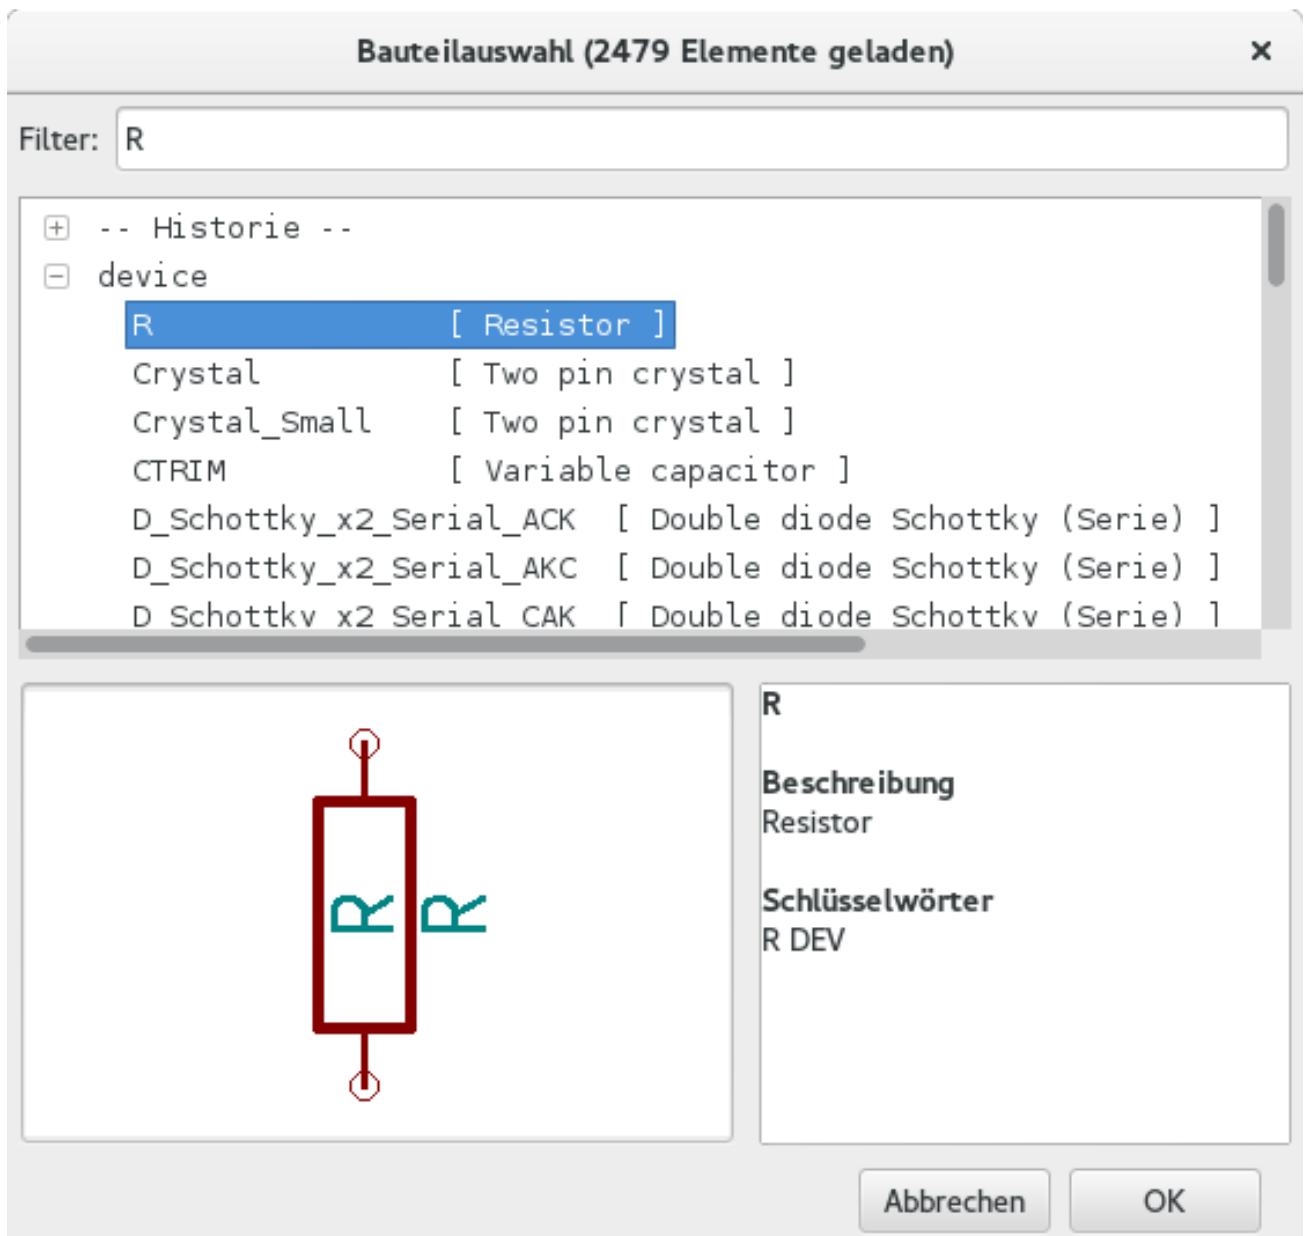 Bauteilauswahl (2479 Elemente geladen)
Filter: R
-- Historie --
device
R [ Resistor ]
Crystal [ Two pin crystal ]
Crystal_Small [ Two pin crystal ]
CTRIM [ Variable capacitor ]
D_Schottky_x2_Serial_ACK [ Double diode Schottky (Serie) ]
D_Schottky_x2_Serial_AKC [ Double diode Schottky (Serie) ]
D_Schottky_x2_Serial_CAK [ Double diode Schottky (Serie) ]
R R
R
Beschreibung
Resistor
Schlüsselwörter
R DEV
Abbrechen OK